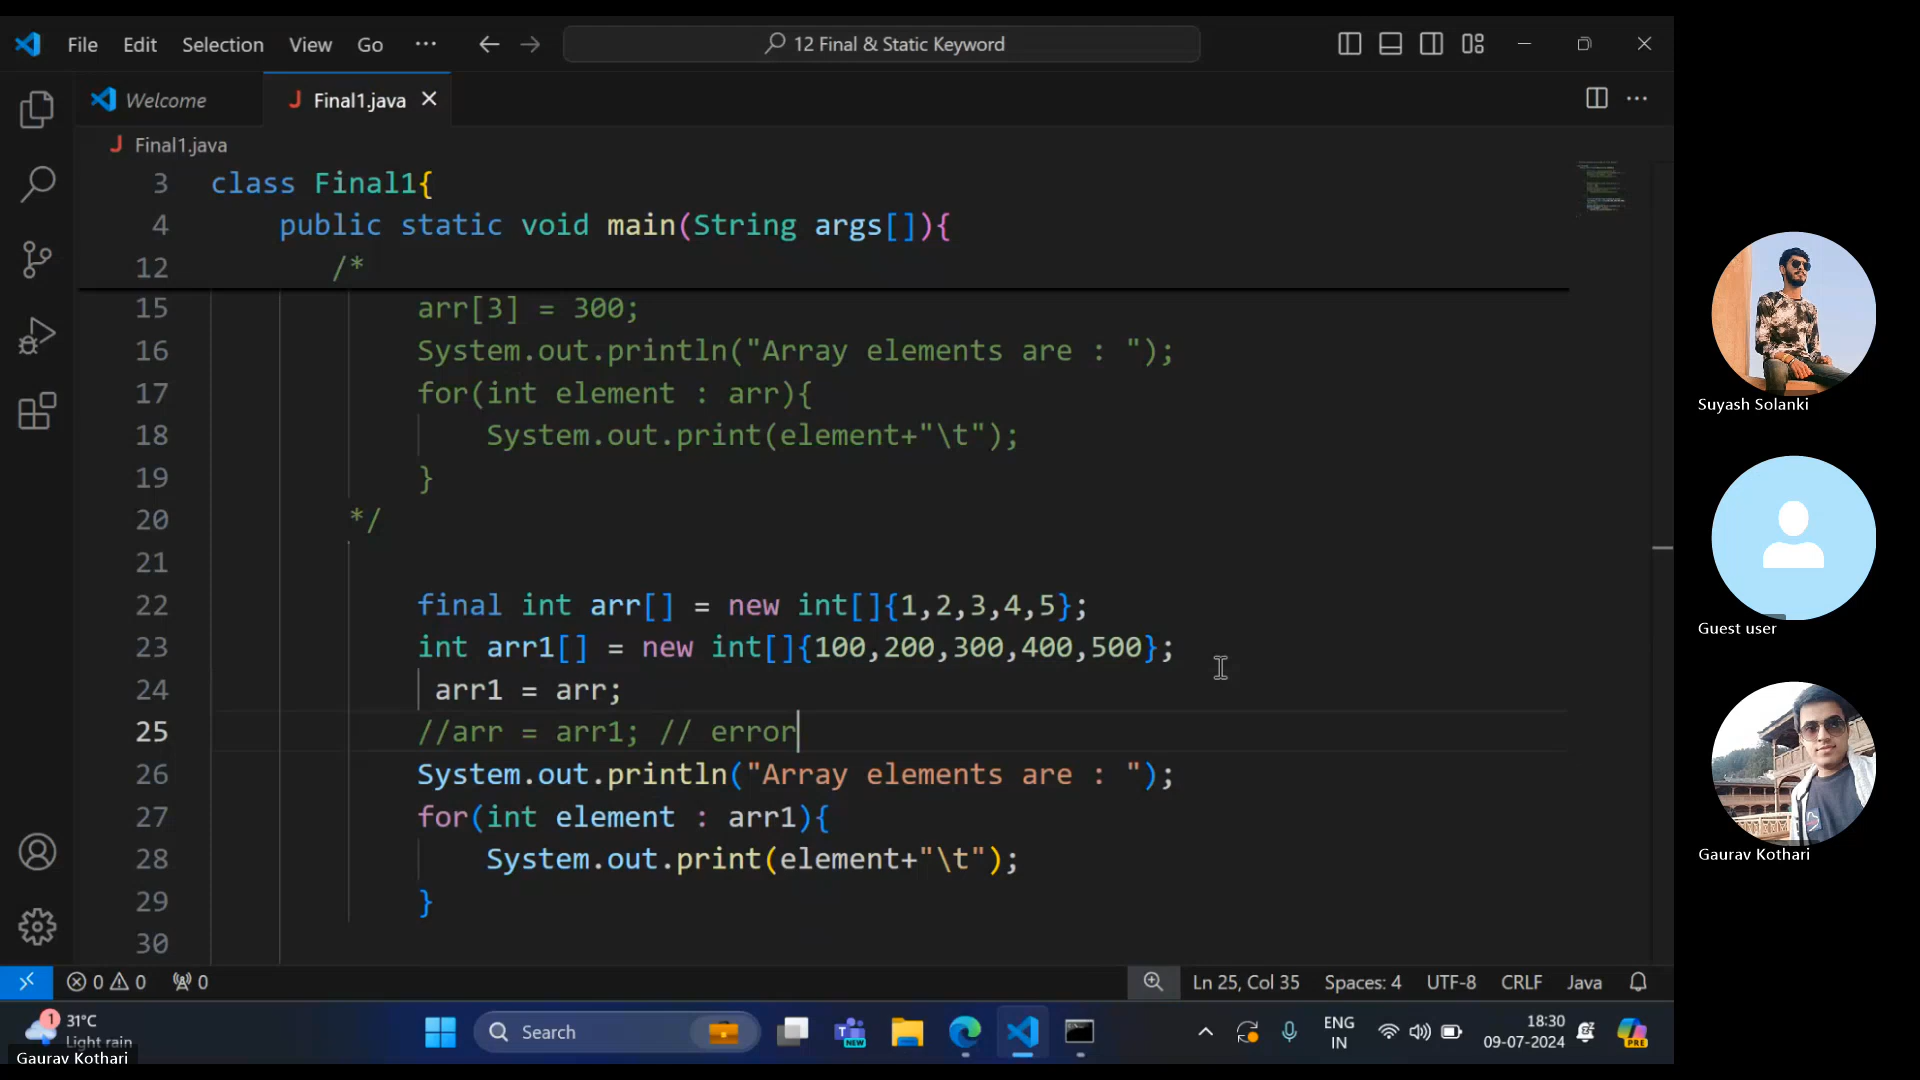 File Edit Selection View Go ··· 12 Final & Static Keyword
Welcome Final1.java
Final1.java
3 class Final1{
4 public static void main(String args[]){
12 /*
15 arr[3] = 300;
16 System.out.println("Array elements are : ");
17 for(int element : arr){
18 System.out.print(element+"\t");
19 }
20 */
21
22 final int arr[] = new int[]{1,2,3,4,5};
23 int arr1[] = new int[]{100,200,300,400,500};
24 arr1 = arr;
25 //arr = arr1; // error
26 System.out.println("Array elements are : ");
27 for(int element : arr1){
28 System.out.print(element+"\t");
29 }
30
0 0 0 Ln 25, Col 35 Spaces: 4 UTF-8 CRLF Java
1 31°C
Light rain
Search
NEW
ENG
IN
18:30
09-07-2024
PRE
Gaurav Kothari
Suyash Solanki
Guest user
Gaurav Kothari